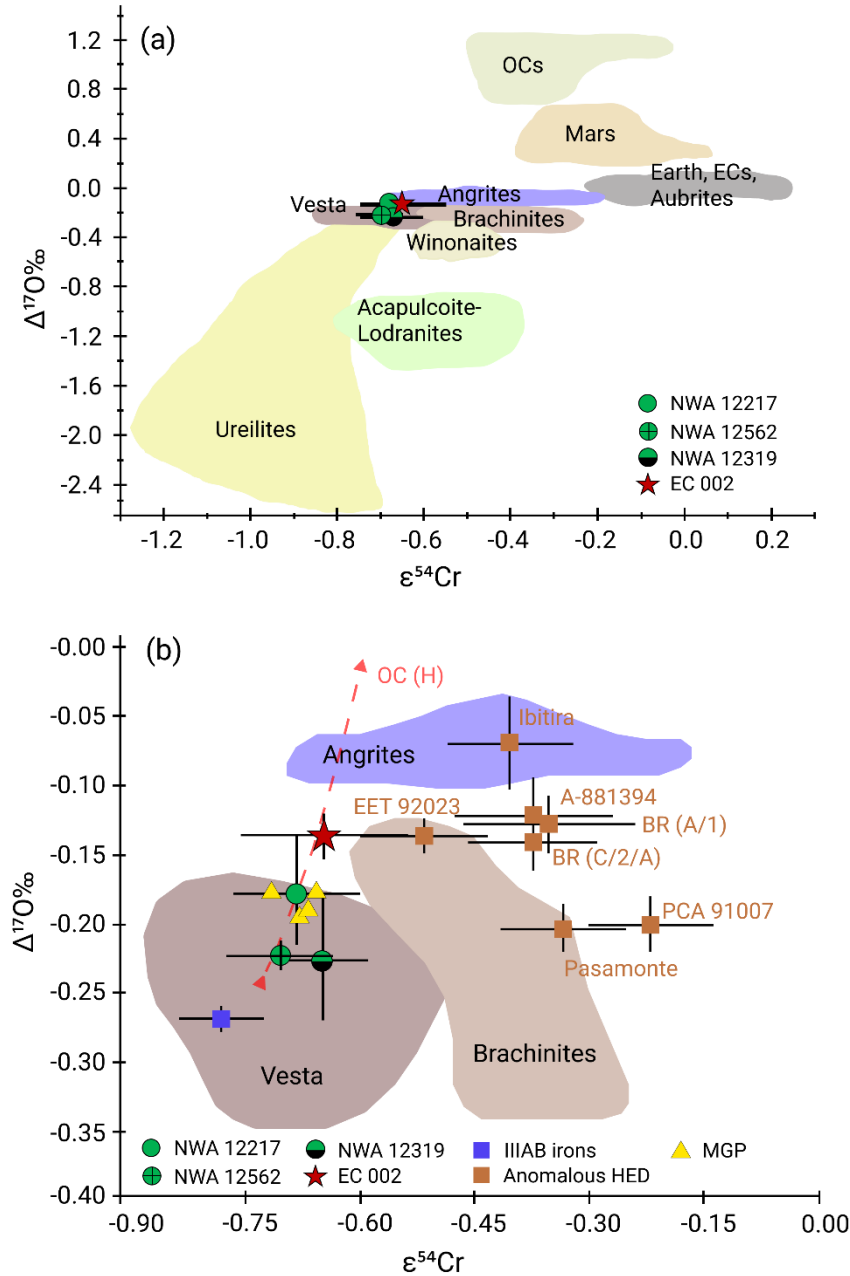 (a)
1.2
0.8
0.4
0.0
-0.4
-0.8
-1.2
-1.6
-2.0
-2.4
Δ¹⁷O‰
OCs
Mars
Earth, ECs,
Aubrites
Angrites
Vesta
Brachinites
Winonaites
Acapulcoite-
Lodranites
Ureilites
NWA 12217
NWA 12562
NWA 12319
EC 002
-1.2
-1.0
-0.8
-0.6
-0.4
-0.2
0.0
0.2
ε⁵⁴Cr
(b)
-0.00
-0.05
-0.10
-0.15
-0.20
-0.25
-0.30
-0.35
-0.40
Δ¹⁷O‰
OC (H)
Ibitira
Angrites
EET 92023
A-881394
BR (A/1)
BR (C/2/A)
PCA 91007
Pasamonte
Brachinites
Vesta
NWA 12217
NWA 12319
IIIAB irons
MGP
NWA 12562
EC 002
Anomalous HED
-0.90
-0.75
-0.60
-0.45
-0.30
-0.15
0.00
ε⁵⁴Cr